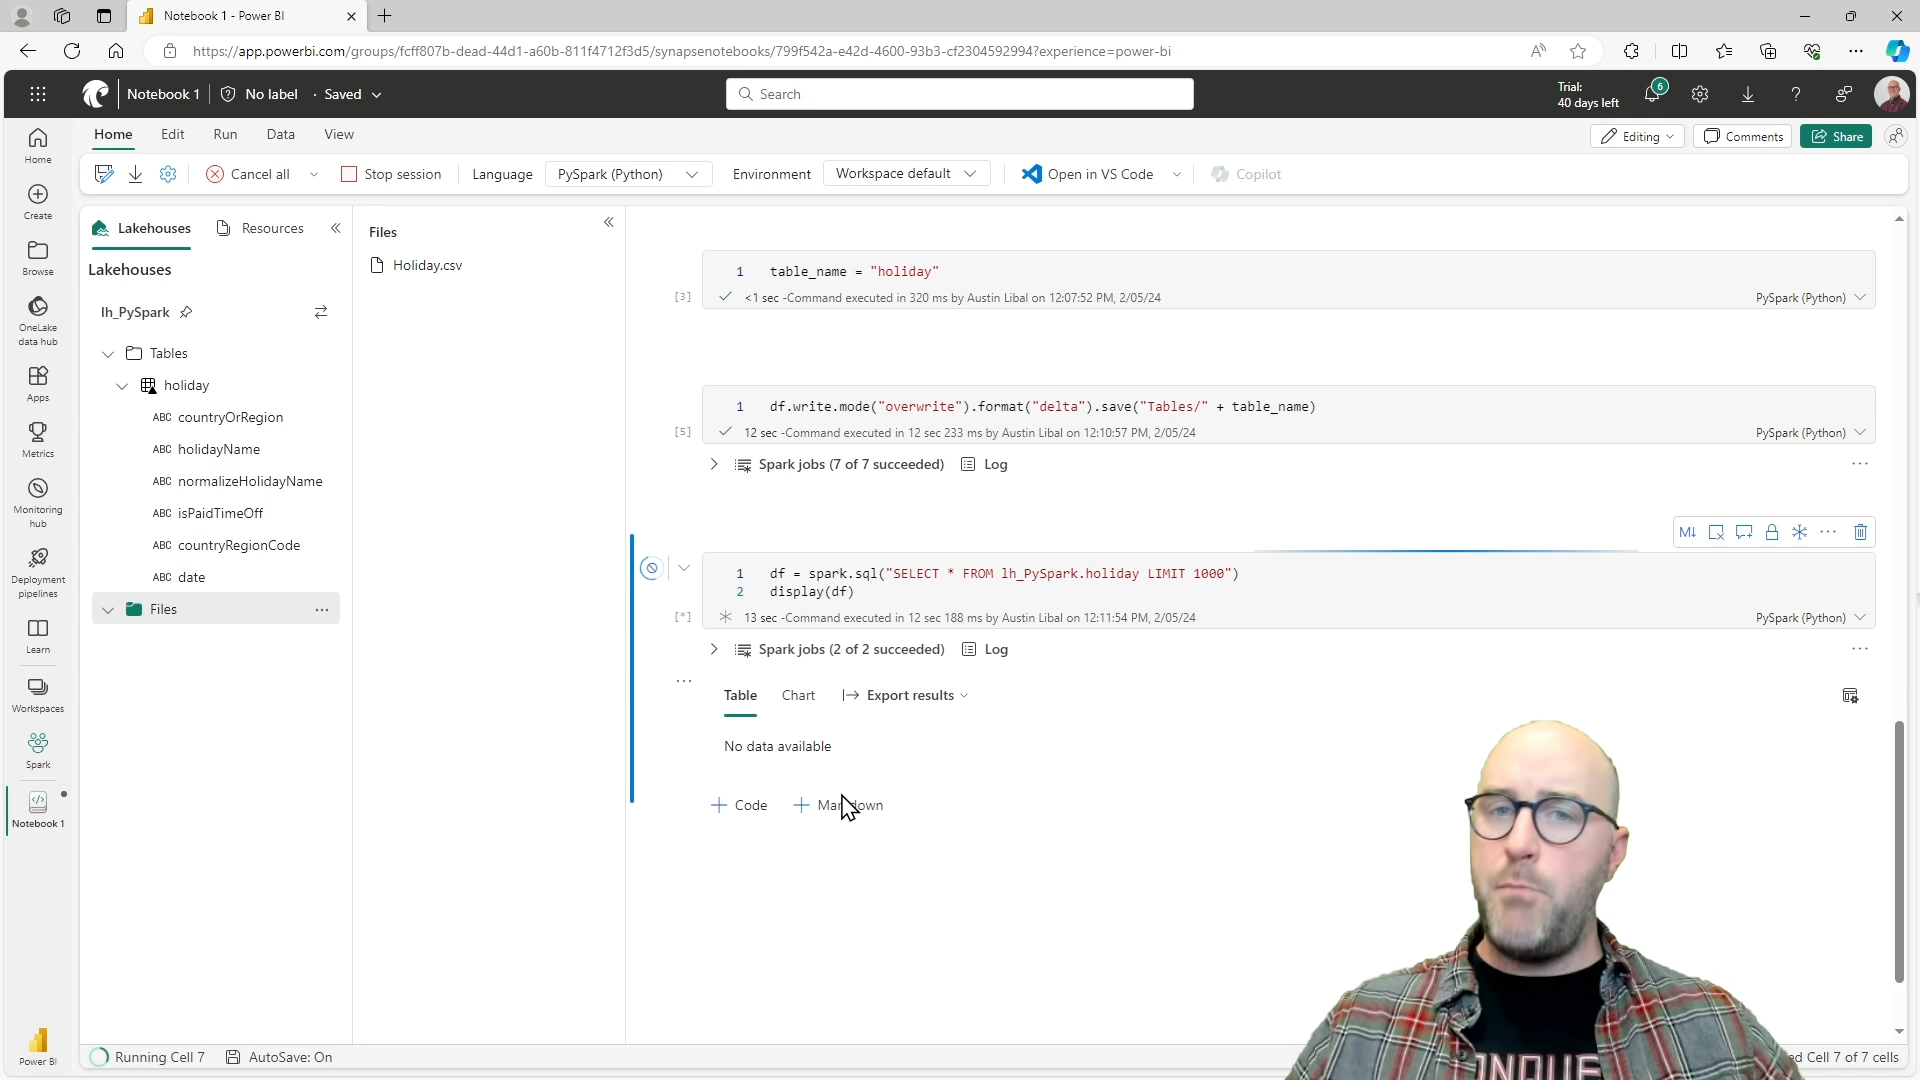 Notebook 1 - Power BI
https://app.powerbi.com/groups/fcff807b-dead-44d1-a60b-811f4712f3d5/synapsenotebooks/799f542a-e42d-4600-93b3-cf2304592994?experience=power-bi
Notebook 1
No label
· Saved
Search
Trial:
40 days left
6
Home Edit Run Data View
Editing
Comments
Share
Cancel all
Stop session
Language
PySpark (Python)
Environment
Workspace default
Open in VS Code
Copilot
Home
Create
Browse
OneLake
data hub
Apps
Metrics
Monitoring
hub
Deployment
pipelines
Learn
Workspaces
Spark
Notebook 1
Power BI
Lakehouses
Resources
Lakehouses
lh_PySpark
Tables
holiday
ABC countryOrRegion
ABC holidayName
ABC normalizeHolidayName
ABC isPaidTimeOff
ABC countryRegionCode
ABC date
Files
Files
Holiday.csv
1 table_name = "holiday"
[3] <1 sec -Command executed in 320 ms by Austin Libal on 12:07:52 PM, 2/05/24
PySpark (Python)
1 df.write.mode("overwrite").format("delta").save("Tables/" + table_name)
[5] 12 sec -Command executed in 12 sec 233 ms by Austin Libal on 12:10:57 PM, 2/05/24
PySpark (Python)
Spark jobs (7 of 7 succeeded) Log
M↓
1 df = spark.sql("SELECT * FROM lh_PySpark.holiday LIMIT 1000")
2 display(df)
[*] 13 sec -Command executed in 12 sec 188 ms by Austin Libal on 12:11:54 PM, 2/05/24
PySpark (Python)
Spark jobs (2 of 2 succeeded) Log
Table Chart Export results
No data available
Code
Markdown
Running Cell 7
AutoSave: On
Cell 7 of 7 cells